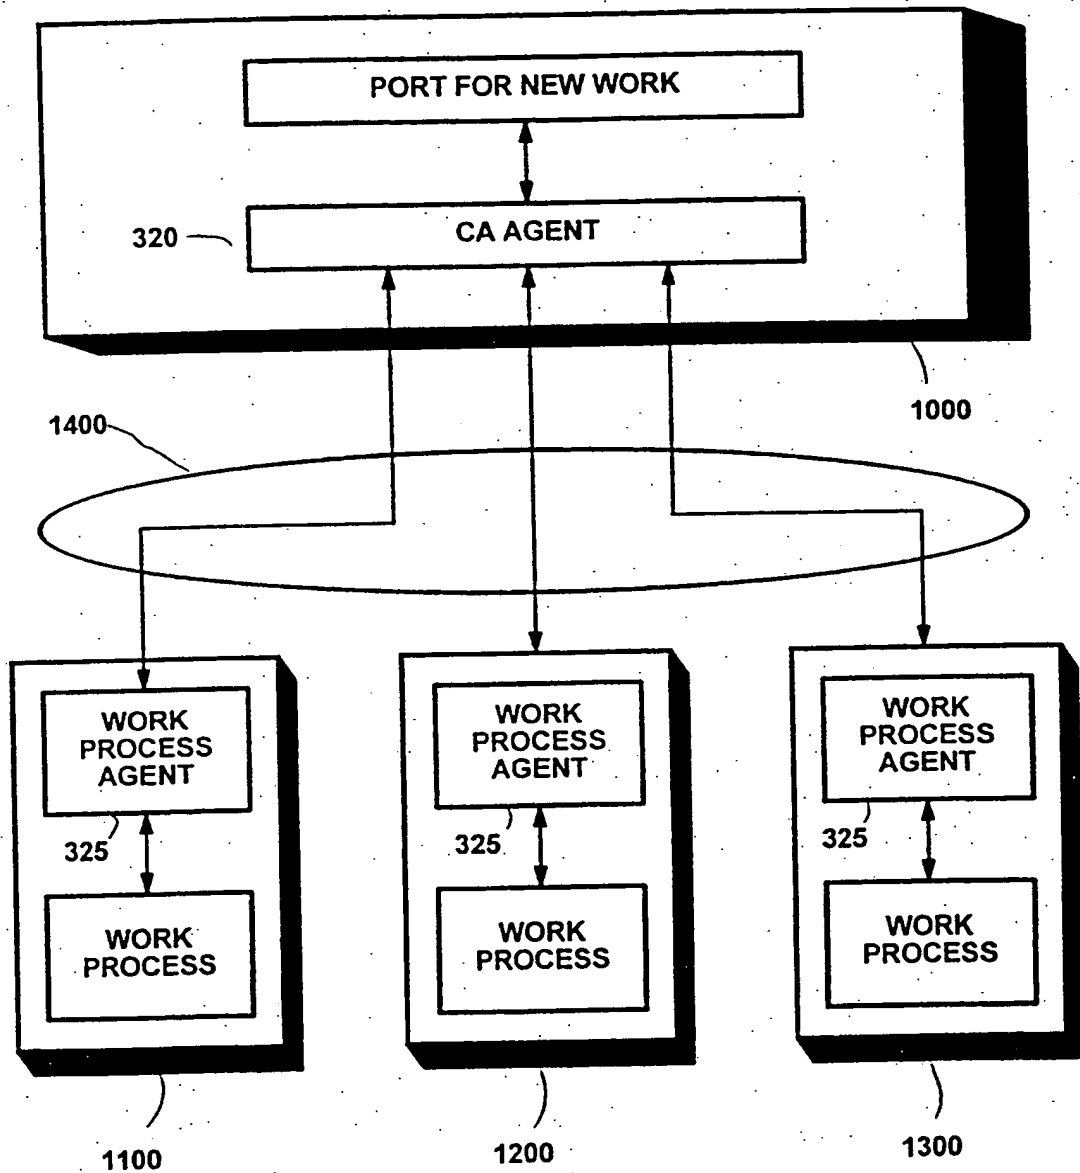 PORT FOR NEW WORK
320
CA AGENT
1000
1400
WORK
PROCESS
AGENT
325
WORK
PROCESS
WORK
PROCESS
AGENT
325
WORK
PROCESS
WORK
PROCESS
AGENT
325
WORK
PROCESS
1100
1200
1300